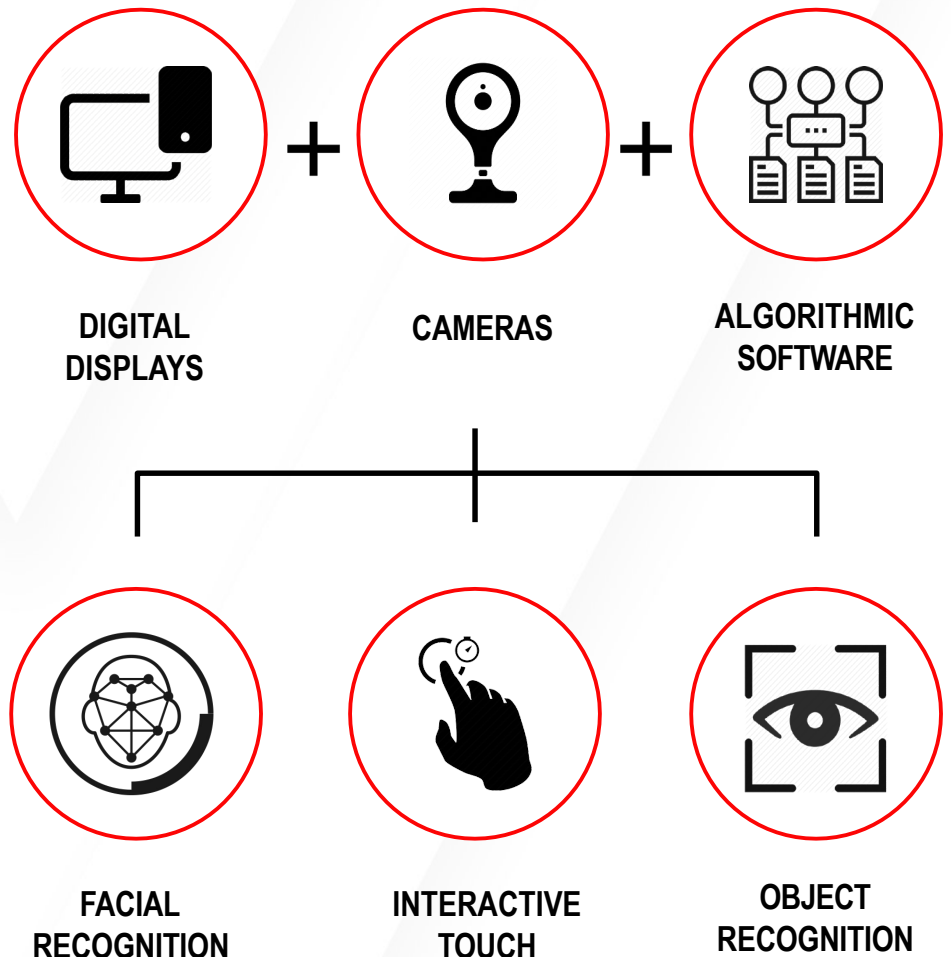 DIGITAL
DISPLAYS
CAMERAS
ALGORITHMIC
SOFTWARE
FACIAL
RECOGNITION
INTERACTIVE
TOUCH
OBJECT
RECOGNITION